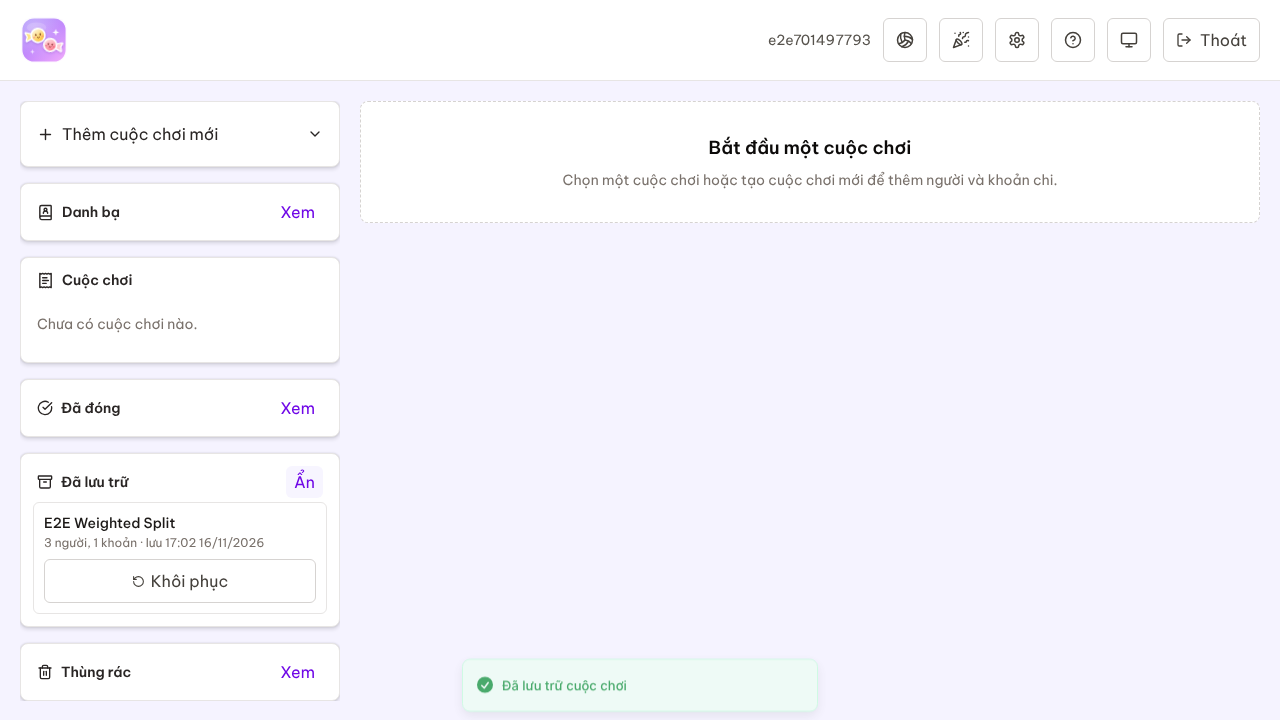 e2e701497793
Thoát
Thêm cuộc chơi mới
Danh bạ
Xem
Cuộc chơi
Chưa có cuộc chơi nào.
Đã đóng
Xem
Đã lưu trữ
Ẩn
E2E Weighted Split
3 người, 1 khoản · lưu 17:02 16/11/2026
Khôi phục
Thùng rác
Xem
Bắt đầu một cuộc chơi
Chọn một cuộc chơi hoặc tạo cuộc chơi mới để thêm người và khoản chi.
Đã lưu trữ cuộc chơi